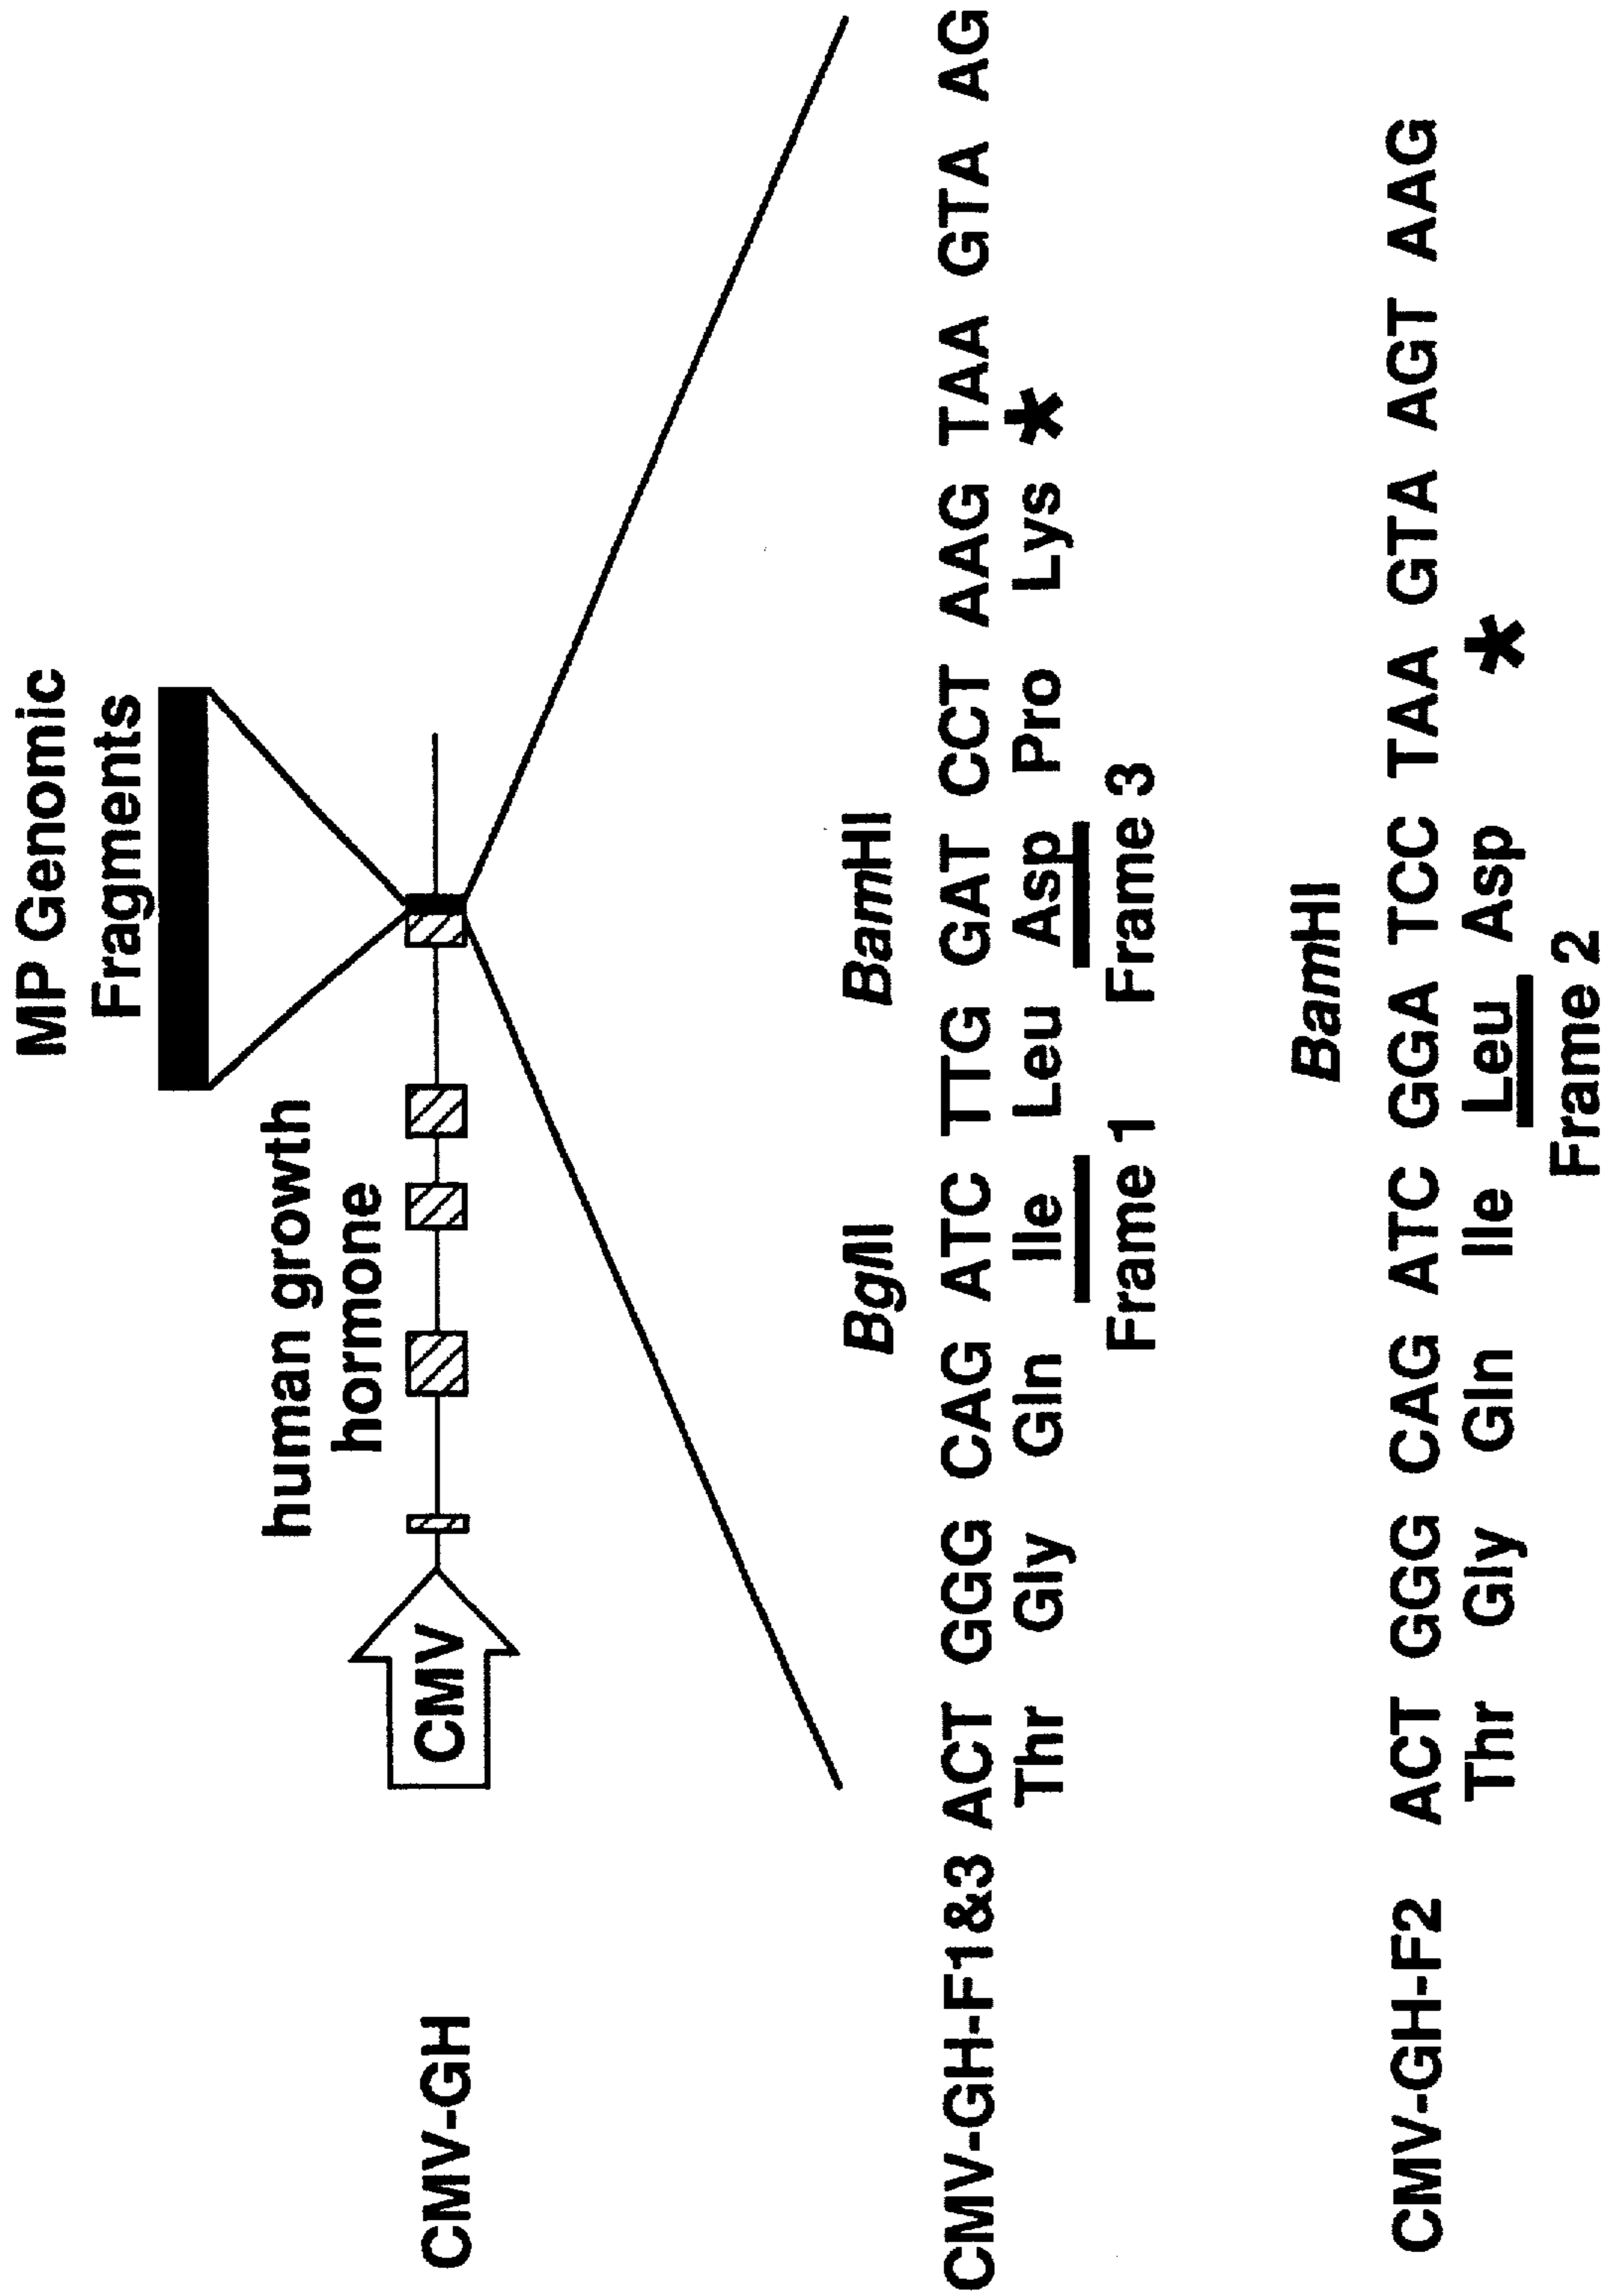 MP Genomic
Fragments
human growth
hormone
CMV-GH
CMV
BglII
BamHI
CMV-GH-F1&3 ACT GGG CAG ATC TTG GAT CCT AAG TAA GTA AG
Thr Gly Gln Ile Leu Asp Pro Lys *
Frame 1 Frame 3
BamHI
CMV-GH-F2 ACT GGG CAG ATC GGA TCC TAA GTA AGT AAG
Thr Gly Gln Ile Leu Asp *
Frame 2